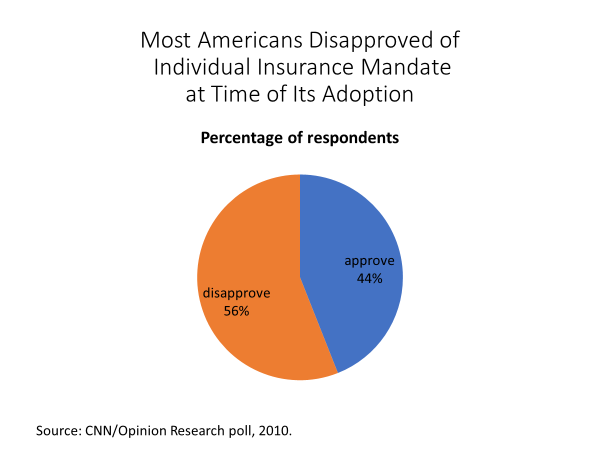 Most Americans Disapproved of
Individual Insurance Mandate
at Time of Its Adoption
Percentage of respondents
approve
44%
disapprove
56%
Source: CNN/Opinion Research poll, 2010.